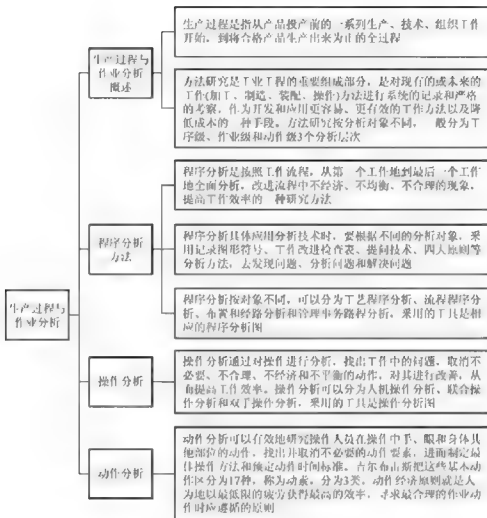 生产过程与
作业分析
生产过程与
作业分析
概述
生产过程是指从产品投产前的一系列生产、技术、组织工作
开始，到将合格产品生产出来为止的全过程
方法研究是工业工程的重要组成部分，是对现有的或未来的
工作(加工、制造、装配、操作)方法进行系统的记录和严格
的考察，作为开发和应用更容易、更有效的工作方法以及降
低成本的一种手段。方法研究按分析对象不同，一般分为工
序级、作业级和动作级3个分析层次
程序分析
方法
程序分析是按照工作流程，从第一个工作地到最后一个工作
地全面分析，改进流程中不经济、不均衡、不合理的现象，
提高工作效率的一种研究方法
程序分析具体应用分析技术时，要根据不同的分析对象，采
用记录图形符号、工作改进检查表、提问技术、四大原则等
分析方法，去发现问题、分析问题和解决问题
程序分析按对象不同，可以分为工艺程序分析、流程程序分
析、布置和经路分析和管理事务路程分析，采用的工具是相
应的程序分析图
操作分析
操作分析通过对操作进行分析，找出工作中的问题，取消不
必要、不合理、不经济和不平衡的动作，对其进行改善，从
而提高工作效率。操作分析可以分为人机操作分析、联合操
作分析和双手操作分析，采用的工具是操作分析图
动作分析
动作分析可以有效地研究操作人员在操作中手、眼和身体其
他部位的动作，找出并取消不必要的动作要素，进而制定最
佳操作方法和预定动作时间标准。吉尔布雷斯把这些基本动
作区分为17种，称为动素，分为3类。动作经济原则就是人
为地以最低限的疲劳获得最高的效率，寻求最合理的作业动
作时应遵循的原则